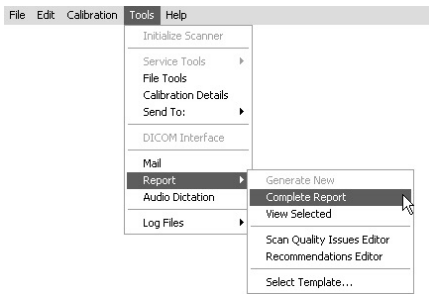 File Edit Calibration Tools Help
Initialize Scanner
Service Tools
File Tools
Calibration Details
Send To:
DICOM Interface
Mail
Report
Audio Dictation
Log Files
Generate New
Complete Report
View Selected
Scan Quality Issues Editor
Recommendations Editor
Select Template...